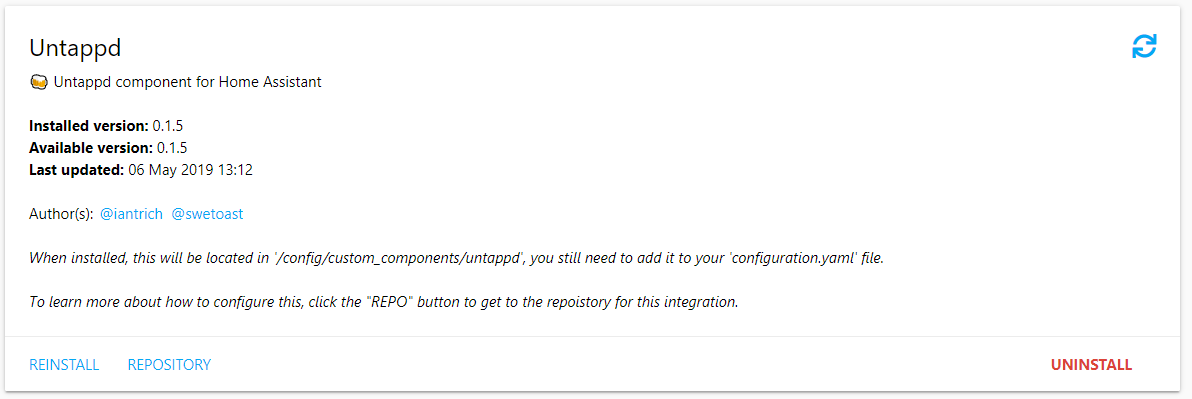 Untappd
🍻 Untappd component for Home Assistant
Installed version: 0.1.5
Available version: 0.1.5
Last updated: 06 May 2019 13:12
Author(s): @iantrich @swetoast
When installed, this will be located in '/config/custom_components/untappd', you still need to add it to your 'configuration.yaml' file.
To learn more about how to configure this, click the "REPO" button to get to the repoistory for this integration.
REINSTALL REPOSITORY UNINSTALL